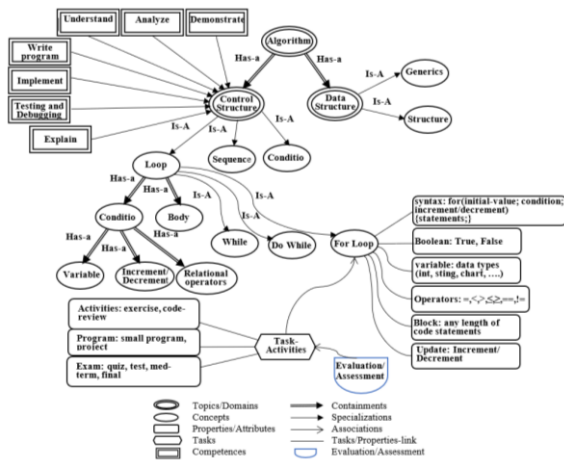 Understand
Analyze
Demonstrate
Write
program
Implement
Testing and
Debugging
Explain
Algorithm
Has-a
Has-a
Control
Structure
Data
Structure
Is-A
Generics
Is-A
Structure
Is-A
Is-A
Is-A
Loop
Sequence
Conditio
Has-a
Has-a
Is-A
Is-A
Is-A
Conditio
Body
While
Do While
For Loop
Has-a
Has-a
Has-a
Variable
Increment/
Decrement
Relational
operators
syntax: for(initial-value; condition;
increment/decrement)
{statements;}
Boolean: True, False
variable: data types
(int, sting, chart, ....)
Operators:
Block: any length of
code statements
Update: Increment/
Decrement
Activities: exercise, code-
review
Program: small program,
project
Exam: quiz, test, med-
term, final
Task-
Activities
Evaluation/
Assessment
Topics/Domains
Concepts
Properties/Attributes
Tasks
Competences
Containments
Specializations
Associations
Tasks/Properties-link
Evaluation/Assessment